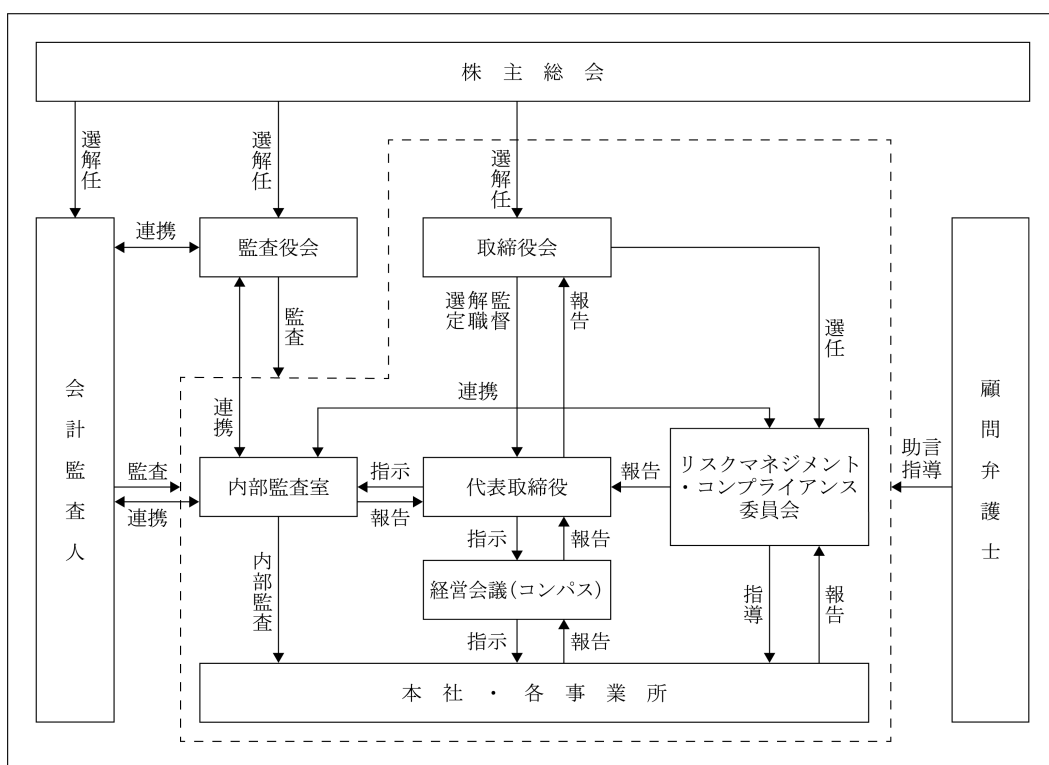 株主総会
選解任
選解任
選解任
連携
監査役会
取締役会
監査
選定
解職
監督
報告
選任
会計監査人
顧問弁護士
連携
連携
監査
連携
内部監査室
指示
報告
代表取締役
報告
リスクマネジメント
・コンプライアンス
委員会
助言
指導
指示
報告
内部監査
経営会議(コンパス)
指導
報告
指示
報告
本社・各事業所